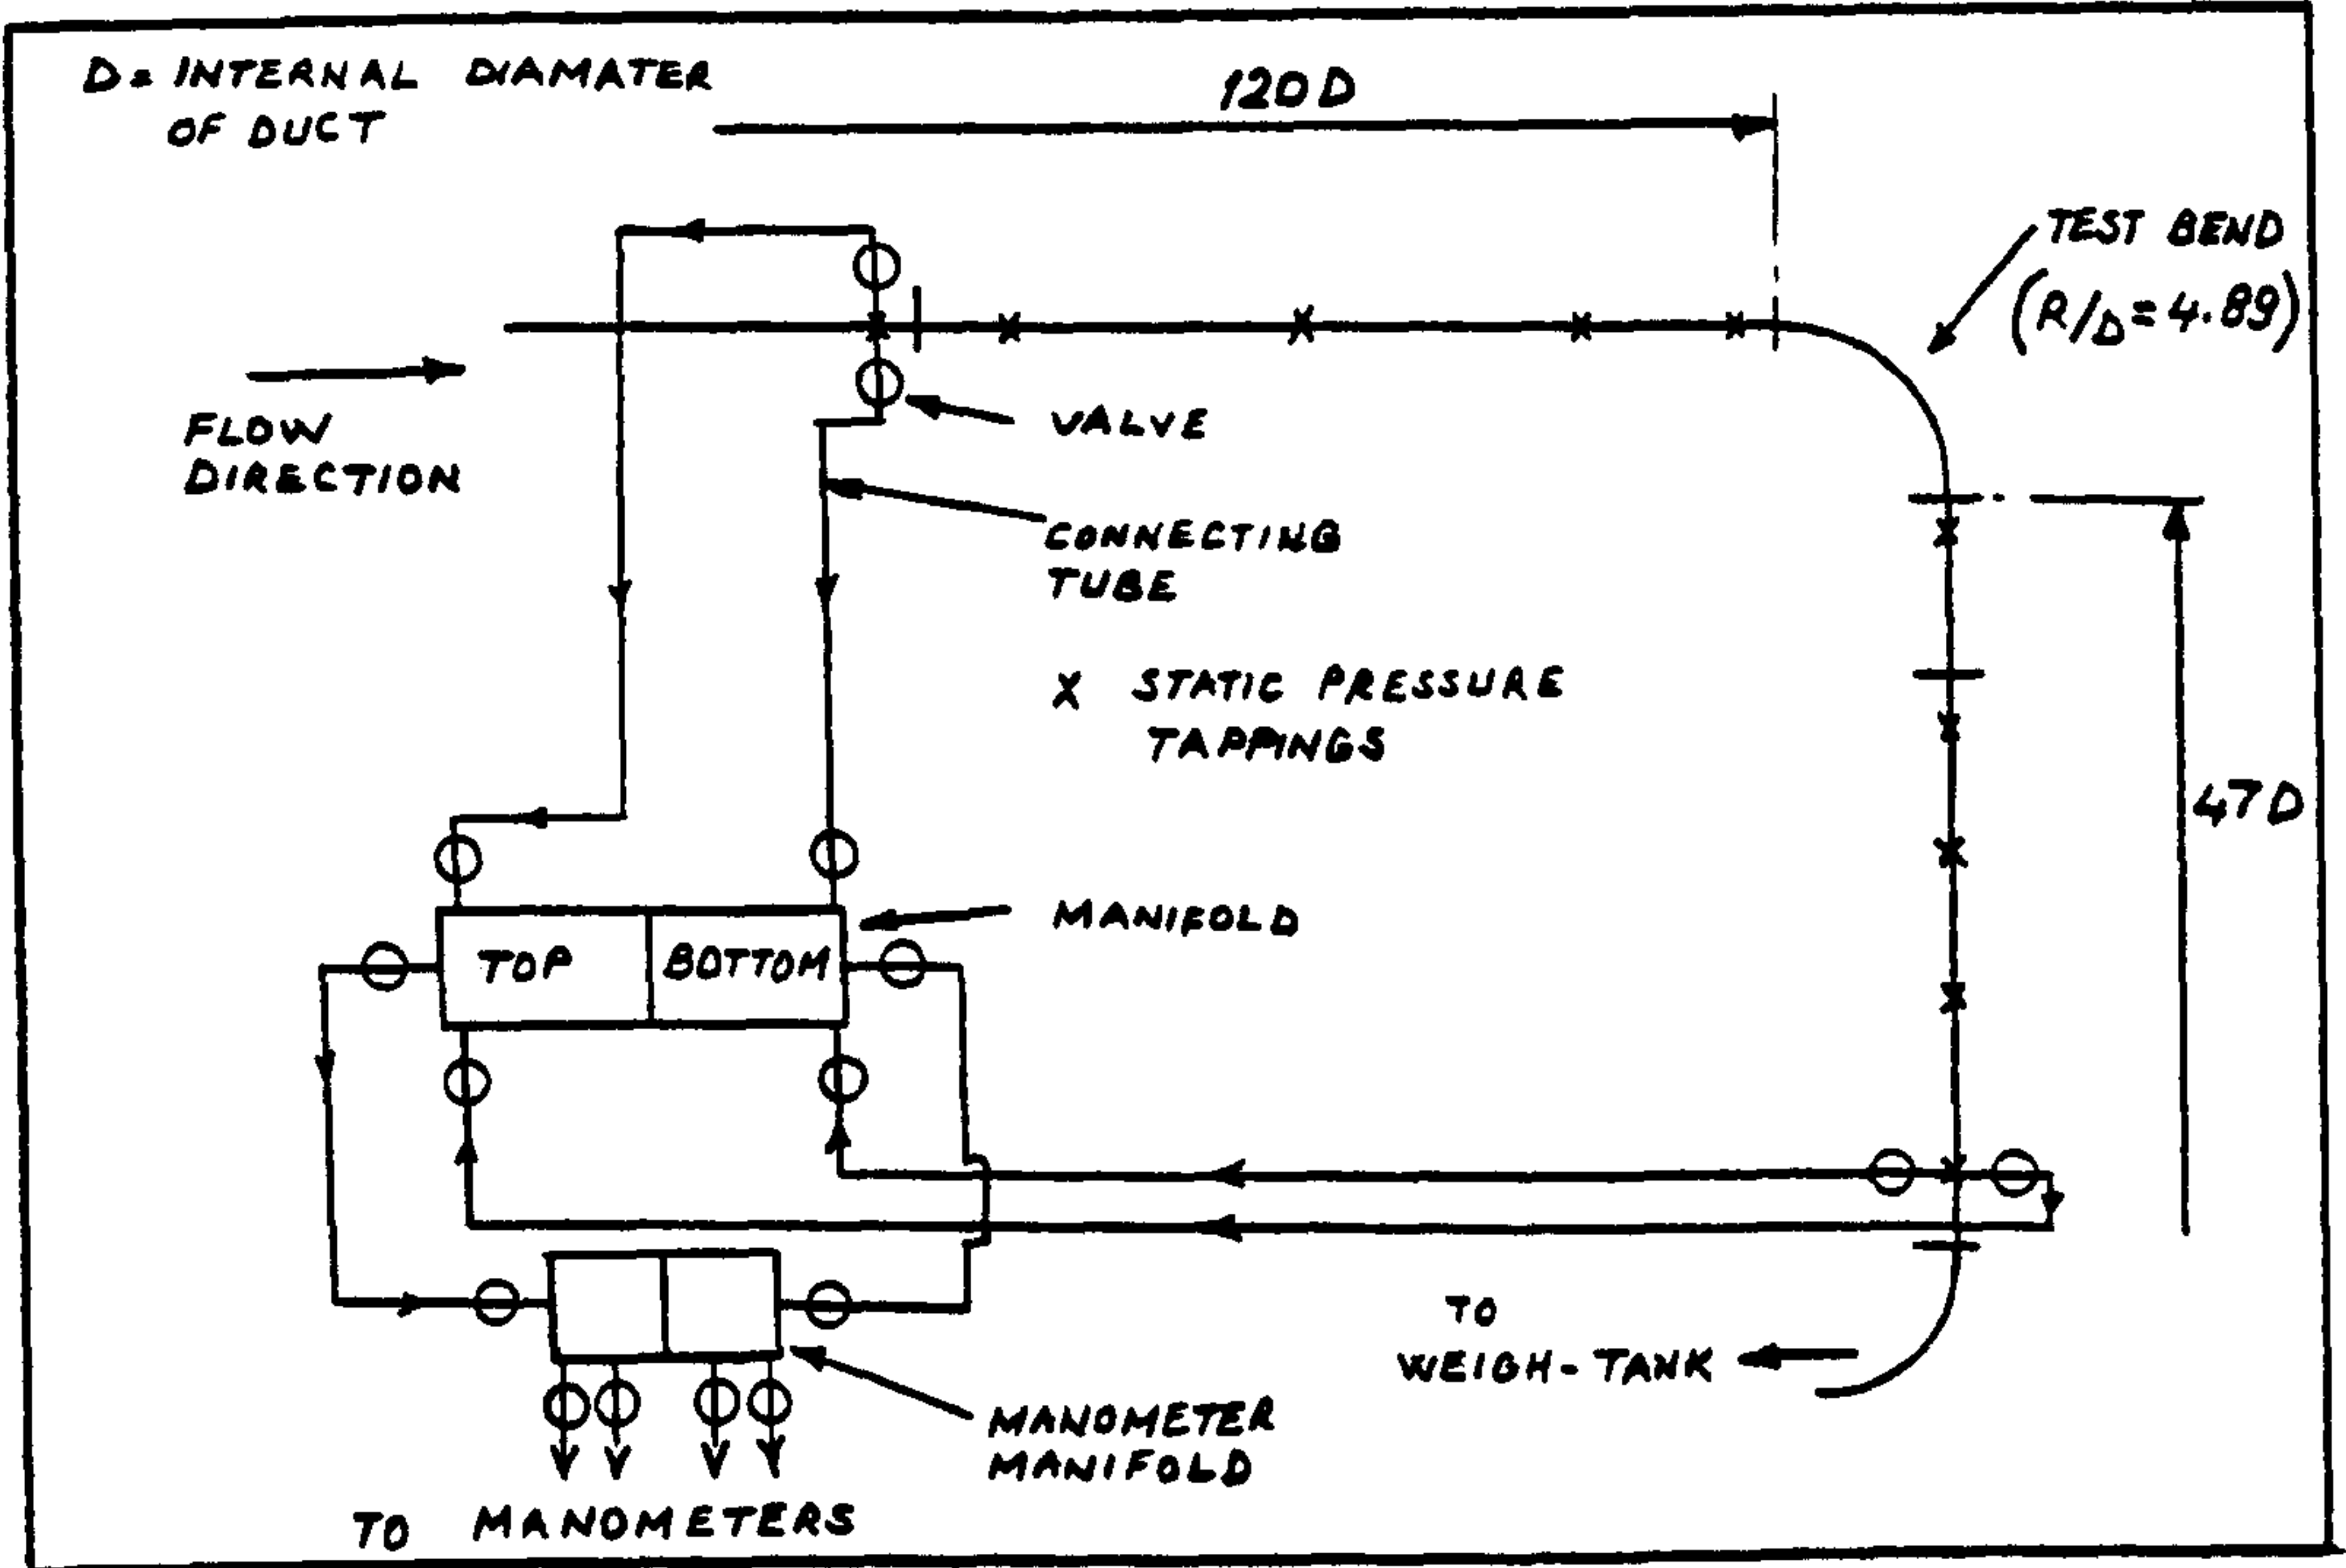 D= INTERNAL DIAMATER
OF DUCT
120D
TEST BEND
(R/D=4.89)
FLOW
DIRECTION
VALVE
CONNECTING
TUBE
X STATIC PRESSURE
TAPPINGS
47D
MANIFOLD
TOP
BOTTOM
TO
WEIGH-TANK
MANOMETER
MANIFOLD
TO MANOMETERS